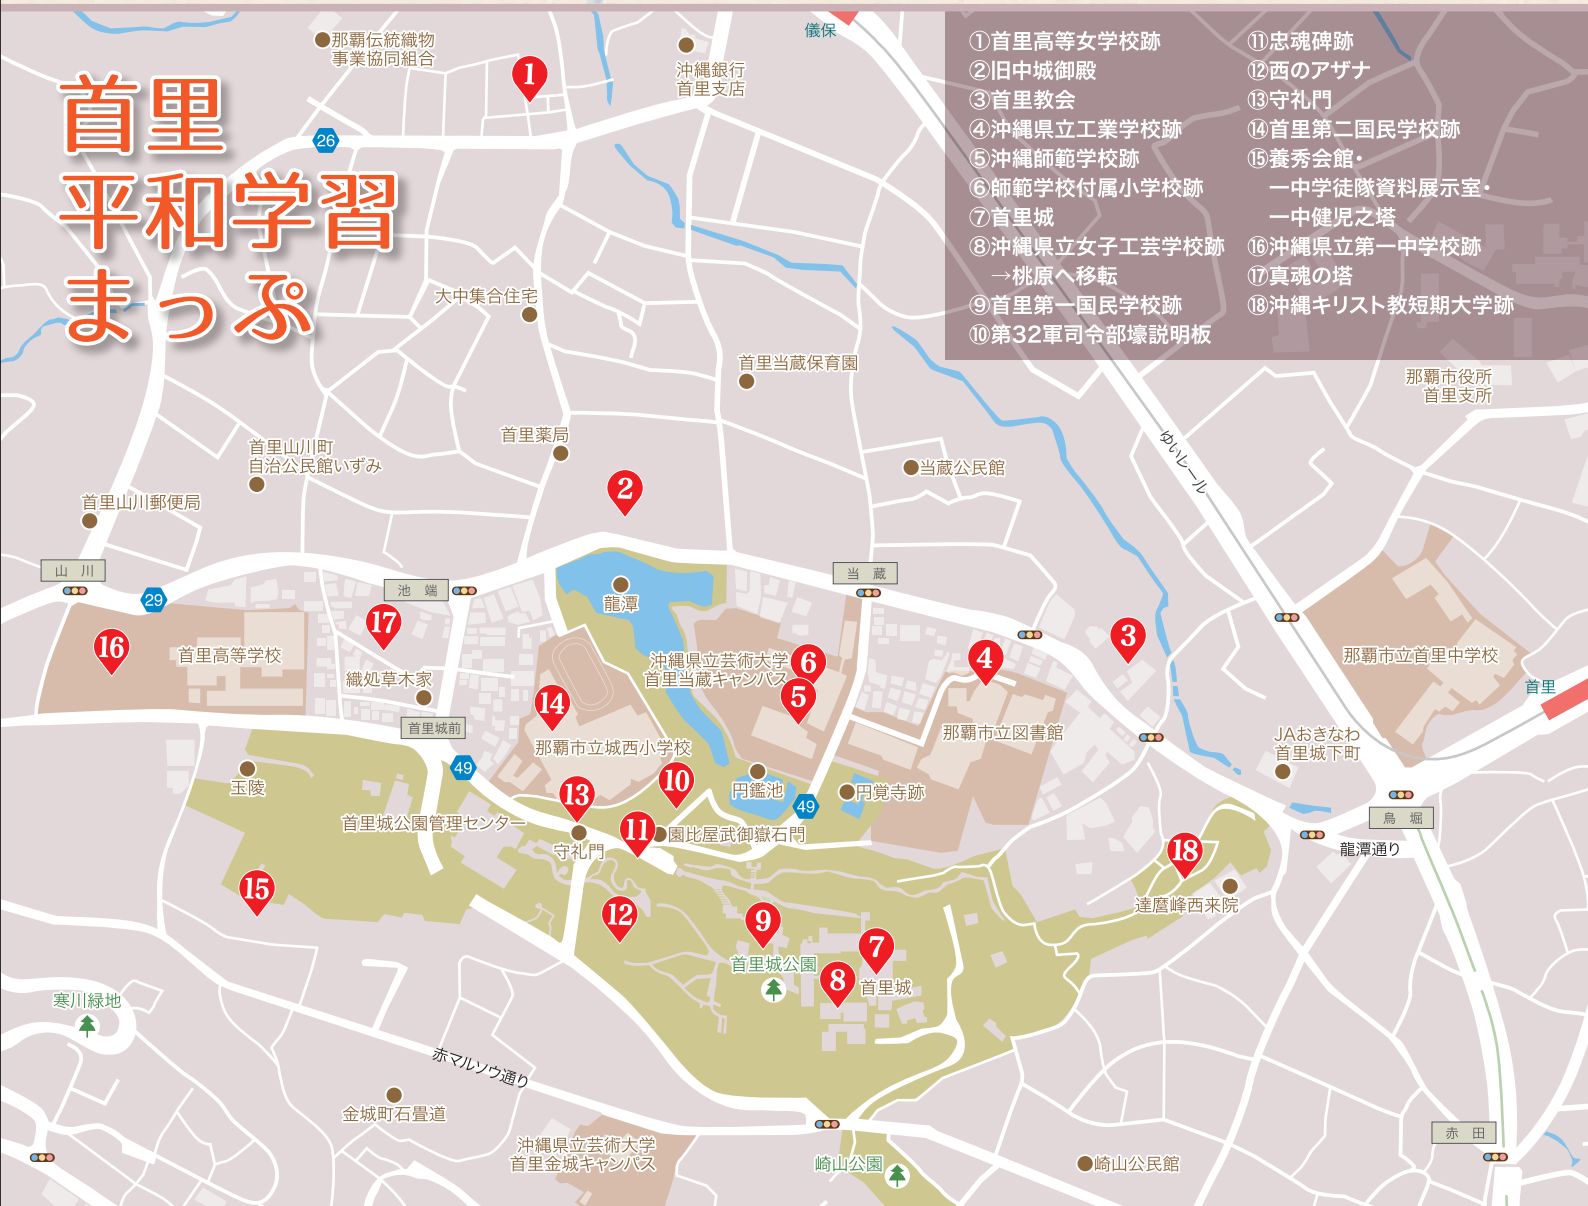 首里
平和学習
まっぷ
①首里高等女学校跡
②旧中城御殿
③首里教会
④沖縄県立工業学校跡
⑤沖縄師範学校跡
⑥師範学校付属小学校跡
⑦首里城
⑧沖縄県立女子工芸学校跡
→桃原へ移転
⑨首里第一国民学校跡
⑩第32軍司令部壕説明板
⑪忠魂碑跡
⑫西のアザナ
⑬守礼門
⑭首里第二国民学校跡
⑮養秀会館・
一中学徒隊資料展示室・
一中健児之塔
⑯沖縄県立第一中学校跡
⑰真魂の塔
⑱沖縄キリスト教短期大学跡
儀保
那覇伝統織物
事業協同組合
1
沖縄銀行
首里支店
26
大中集合住宅
首里当蔵保育園
那覇市役所
首里支所
ゆいレール
首里薬局
首里山川町
自治公民館いずみ
当蔵公民館
首里山川郵便局
2
山川
池端
当蔵
29
龍潭
17
16
首里高等学校
3
4
6
5
沖縄県立芸術大学
首里当蔵キャンパス
那覇市立首里中学校
首里
織処草木家
14
首里城前
那覇市立城西小学校
那覇市立図書館
JAおきなわ
首里城下町
49
玉陵
10
13
円鑑池
49
円覚寺跡
鳥堀
首里城公園管理センター
11
園比屋武御嶽石門
守礼門
龍潭通り
18
15
達磨峰西来院
12
9
7
首里城公園
8
首里城
寒川緑地
赤マルソウ通り
金城町石畳道
沖縄県立芸術大学
首里金城キャンパス
崎山公園
崎山公民館
赤田